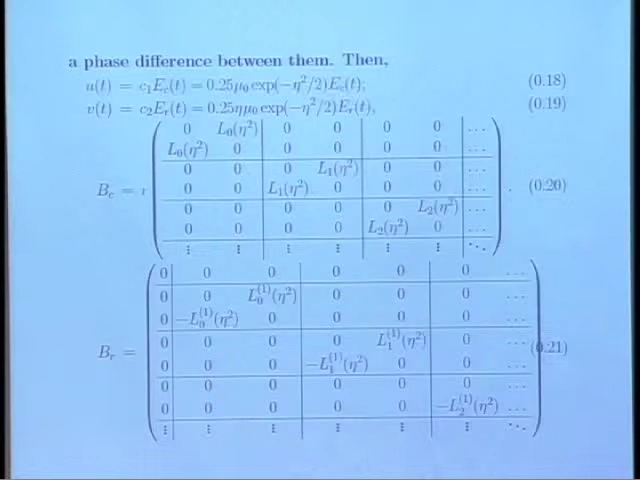 a phase difference between them. Then,
u(t) = c₁E_c(t) = 0.25μ₀ exp(−η²/2)E_c(t); (0.18)
v(t) = c₂E_r(t) = 0.25ημ₀ exp(−η²/2)E_r(t), (0.19)
0 L₀(η²) 0 0 0 0 …
L₀(η²) 0 0 0 0 0 …
0 0 0 L₁(η²) 0 0 …
B_c = 0 0 L₁(η²) 0 0 0 … . (0.20)
0 0 0 0 0 L₂(η²) …
0 0 0 0 L₂(η²) 0 …
⋮ ⋮ ⋮ ⋮ ⋮ ⋮ ⋱
0 0 0 0 0 0 …
0 0 L₀⁽¹⁾(η²) 0 0 0 …
0 −L₀⁽¹⁾(η²) 0 0 0 0 …
0 0 0 0 L₁⁽¹⁾(η²) 0 …
B_r = (0.21)
0 0 0 −L₁⁽¹⁾(η²) 0 0 …
0 0 0 0 0 0 …
0 0 0 0 0 −L₂⁽¹⁾(η²) …
⋮ ⋮ ⋮ ⋮ ⋮ ⋮ ⋱